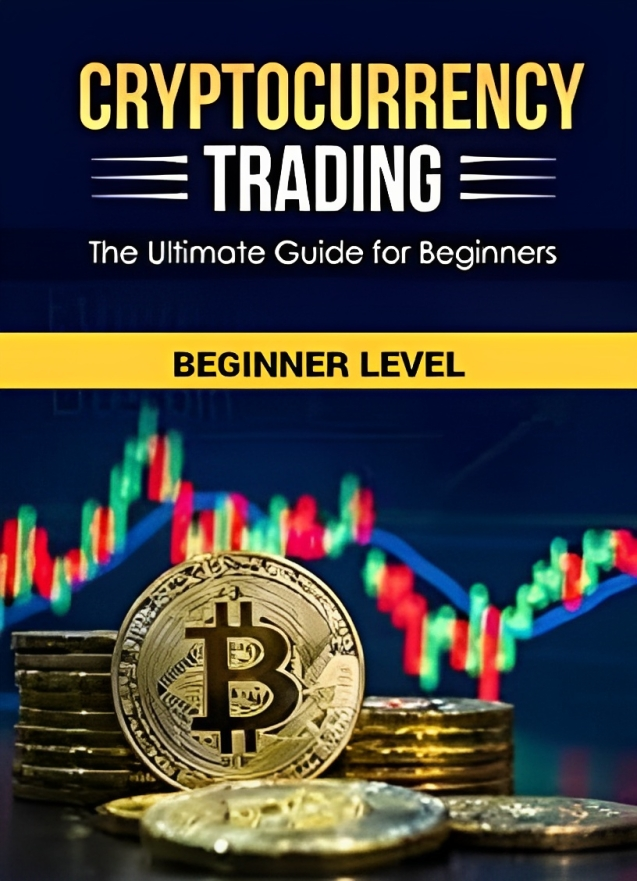 CRYPTOCURRENCY
TRADING
The Ultimate Guide for Beginners
BEGINNER LEVEL